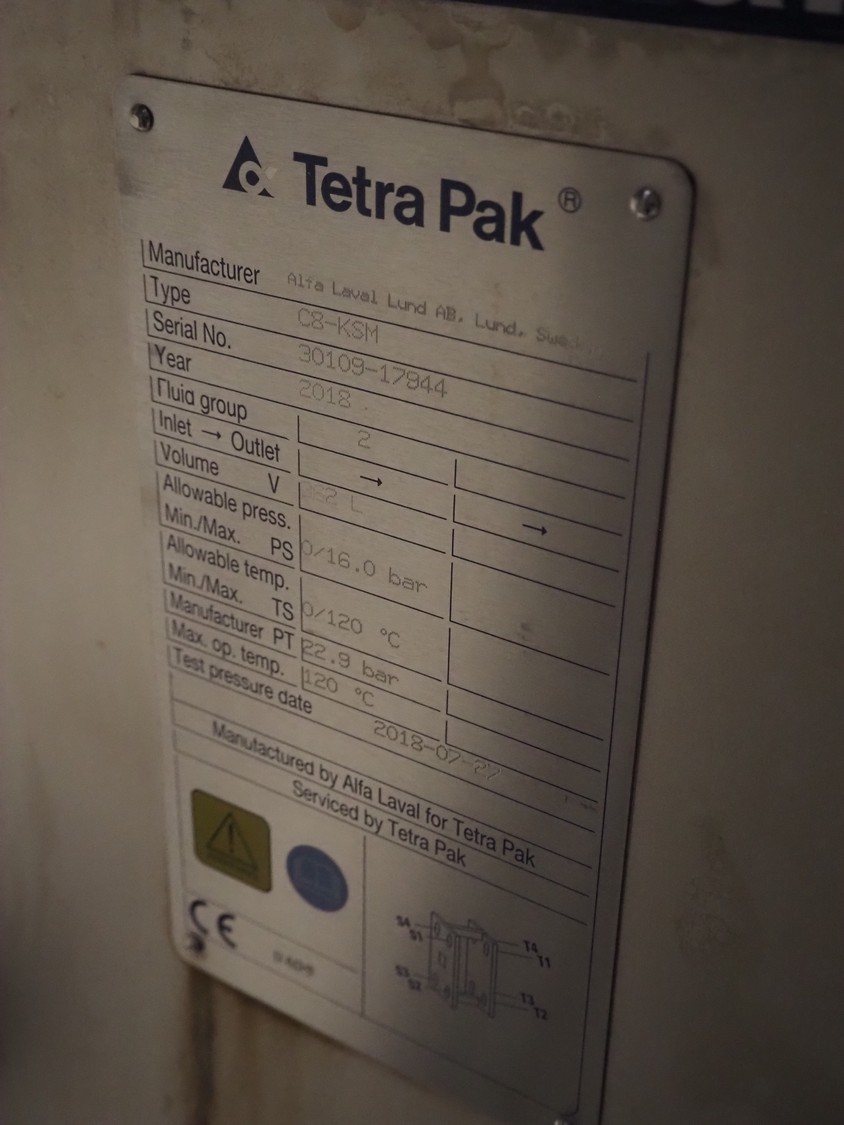 Tetra Pak ®
Manufacturer Alfa Laval Lund AB, Lund, Sweden
Type C8-KSM
Serial No. 30109-17944
Year 2018
Fluid group 2
Inlet → Outlet → →
Volume V L
Allowable press.
Min./Max. PS 0/16.0 bar
Allowable temp.
Min./Max. TS 0/120 °C
Manufacturer PT 22.9 bar
Max. op. temp. 120 °C
Test pressure date 2018-07-27
Manufactured by Alfa Laval for Tetra Pak
Serviced by Tetra Pak
S4 T4
S1 T1
S3 T3
S2 T2
CE